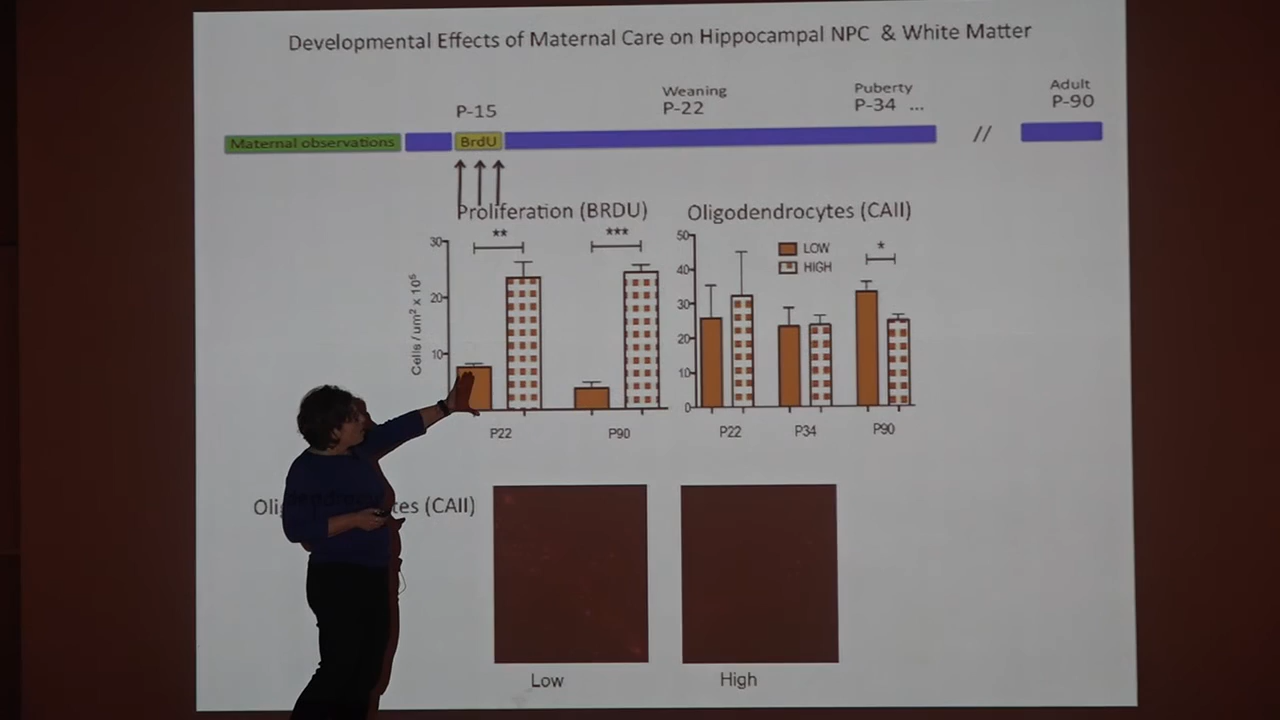 Developmental Effects of Maternal Care on Hippocampal NPC & White Matter
Weaning
Puberty
Adult
P-15
P-22
P-34 ...
P-90
Maternal observations
BrdU
//
Proliferation (BRDU)
Oligodendrocytes (CAII)
**
***
*
LOW
HIGH
Cells / um² x 10⁵
30
20
10
50
40
30
20
10
0
P22
P90
P22
P34
P90
Oligodendrocytes (CAII)
Low
High